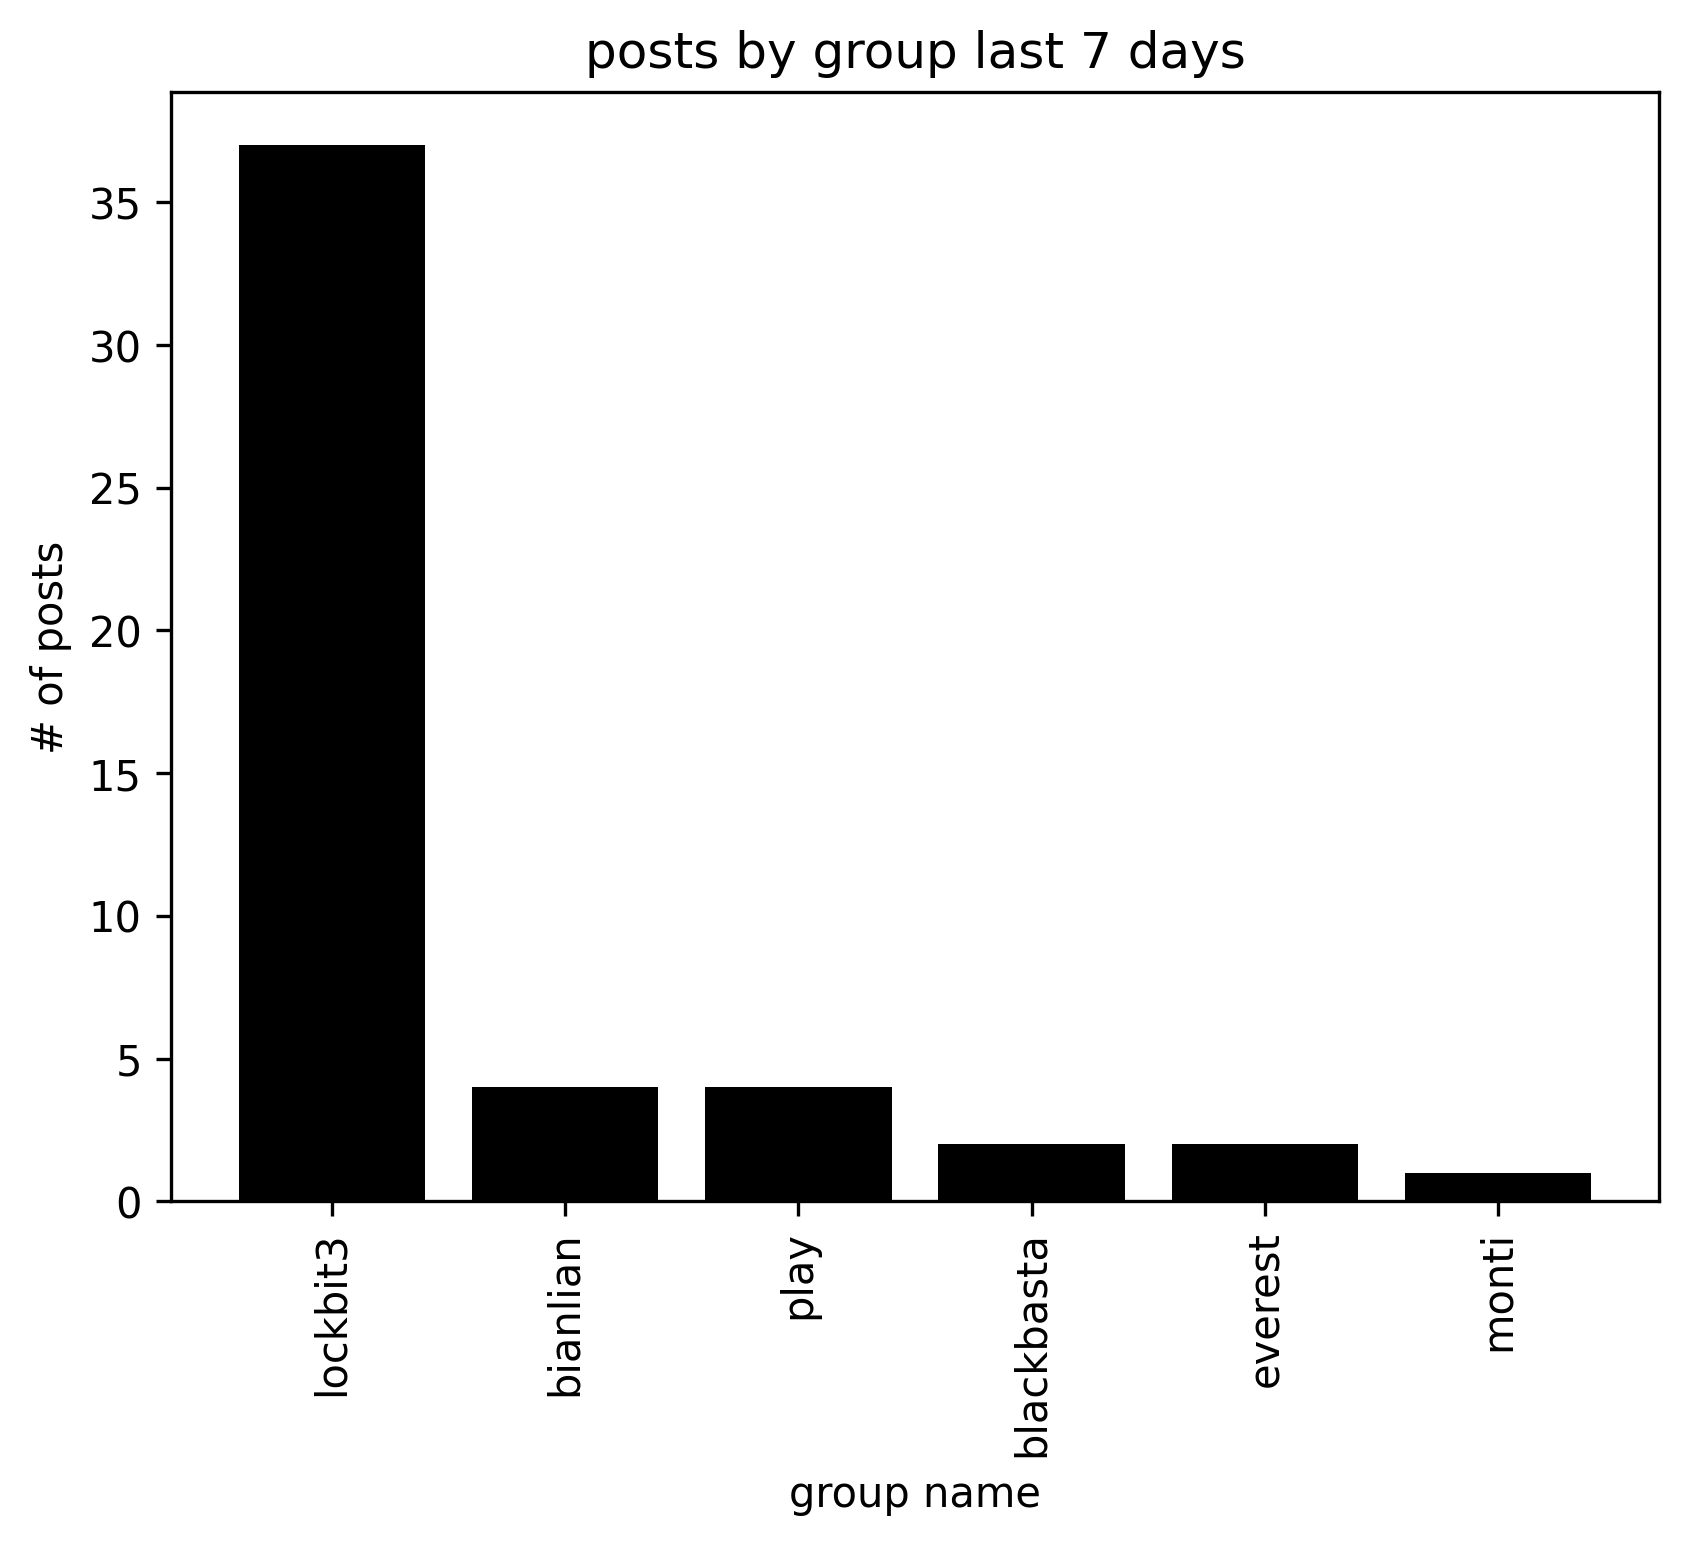 posts by group last 7 days
# of posts
35
30
25
20
15
10
5
0
lockbit3
bianlian
play
blackbasta
everest
monti
group name